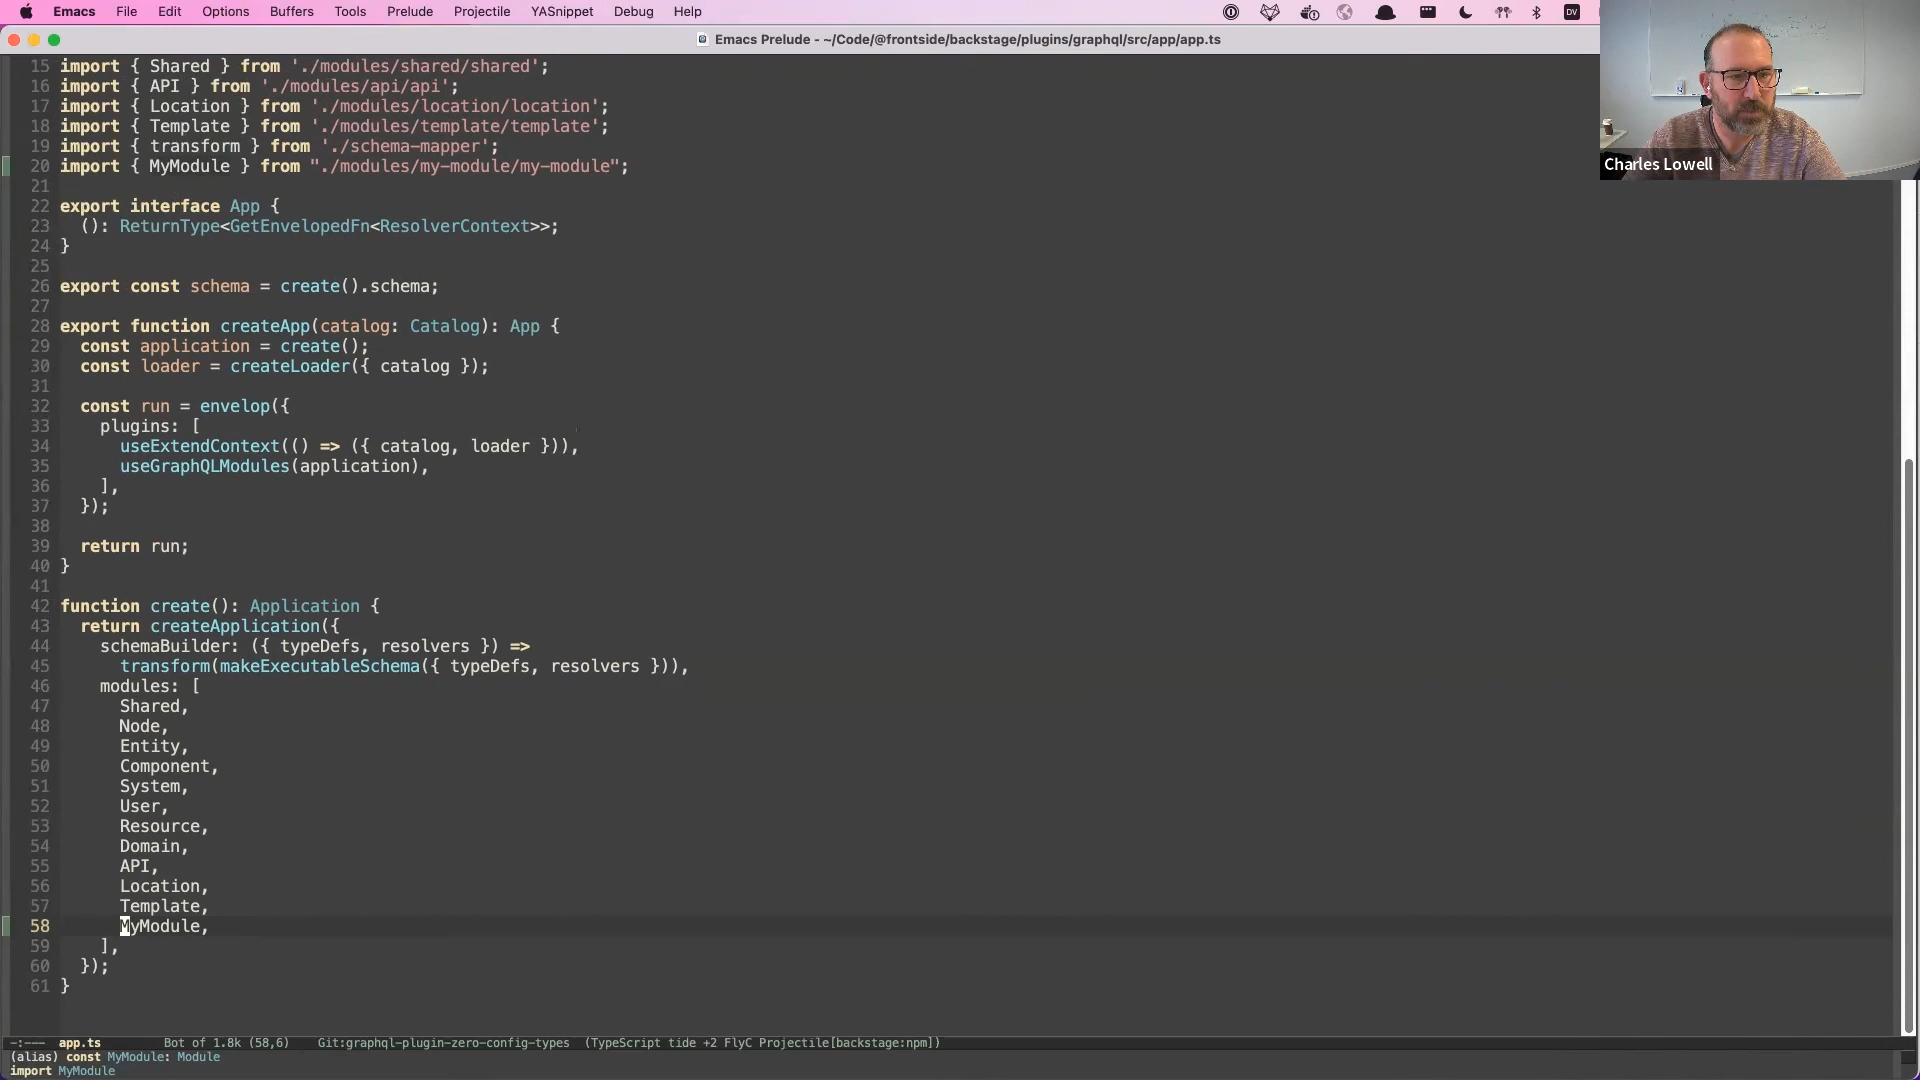 Emacs File Edit Options Buffers Tools Prelude Projectile YASnippet Debug Help
DV
Emacs Prelude - ~/Code/@frontside/backstage/plugins/graphql/src/app/app.ts
Charles Lowell
15 import { Shared } from './modules/shared/shared';
16 import { API } from './modules/api/api';
17 import { Location } from './modules/location/location';
18 import { Template } from './modules/template/template';
19 import { transform } from './schema-mapper';
20 import { MyModule } from "./modules/my-module/my-module";
21
22 export interface App {
23 (): ReturnType<GetEnvelopedFn<ResolverContext>>;
24 }
25
26 export const schema = create().schema;
27
28 export function createApp(catalog: Catalog): App {
29 const application = create();
30 const loader = createLoader({ catalog });
31
32 const run = envelop({
33 plugins: [
34 useExtendContext(() => ({ catalog, loader })),
35 useGraphQLModules(application),
36 ],
37 });
38
39 return run;
40 }
41
42 function create(): Application {
43 return createApplication({
44 schemaBuilder: ({ typeDefs, resolvers }) =>
45 transform(makeExecutableSchema({ typeDefs, resolvers })),
46 modules: [
47 Shared,
48 Node,
49 Entity,
50 Component,
51 System,
52 User,
53 Resource,
54 Domain,
55 API,
56 Location,
57 Template,
58 MyModule,
59 ],
60 });
61 }
-:--- app.ts Bot of 1.8k (58,6) Git:graphql-plugin-zero-config-types (TypeScript tide +2 FlyC Projectile[backstage:npm])
(alias) const MyModule: Module
import MyModule